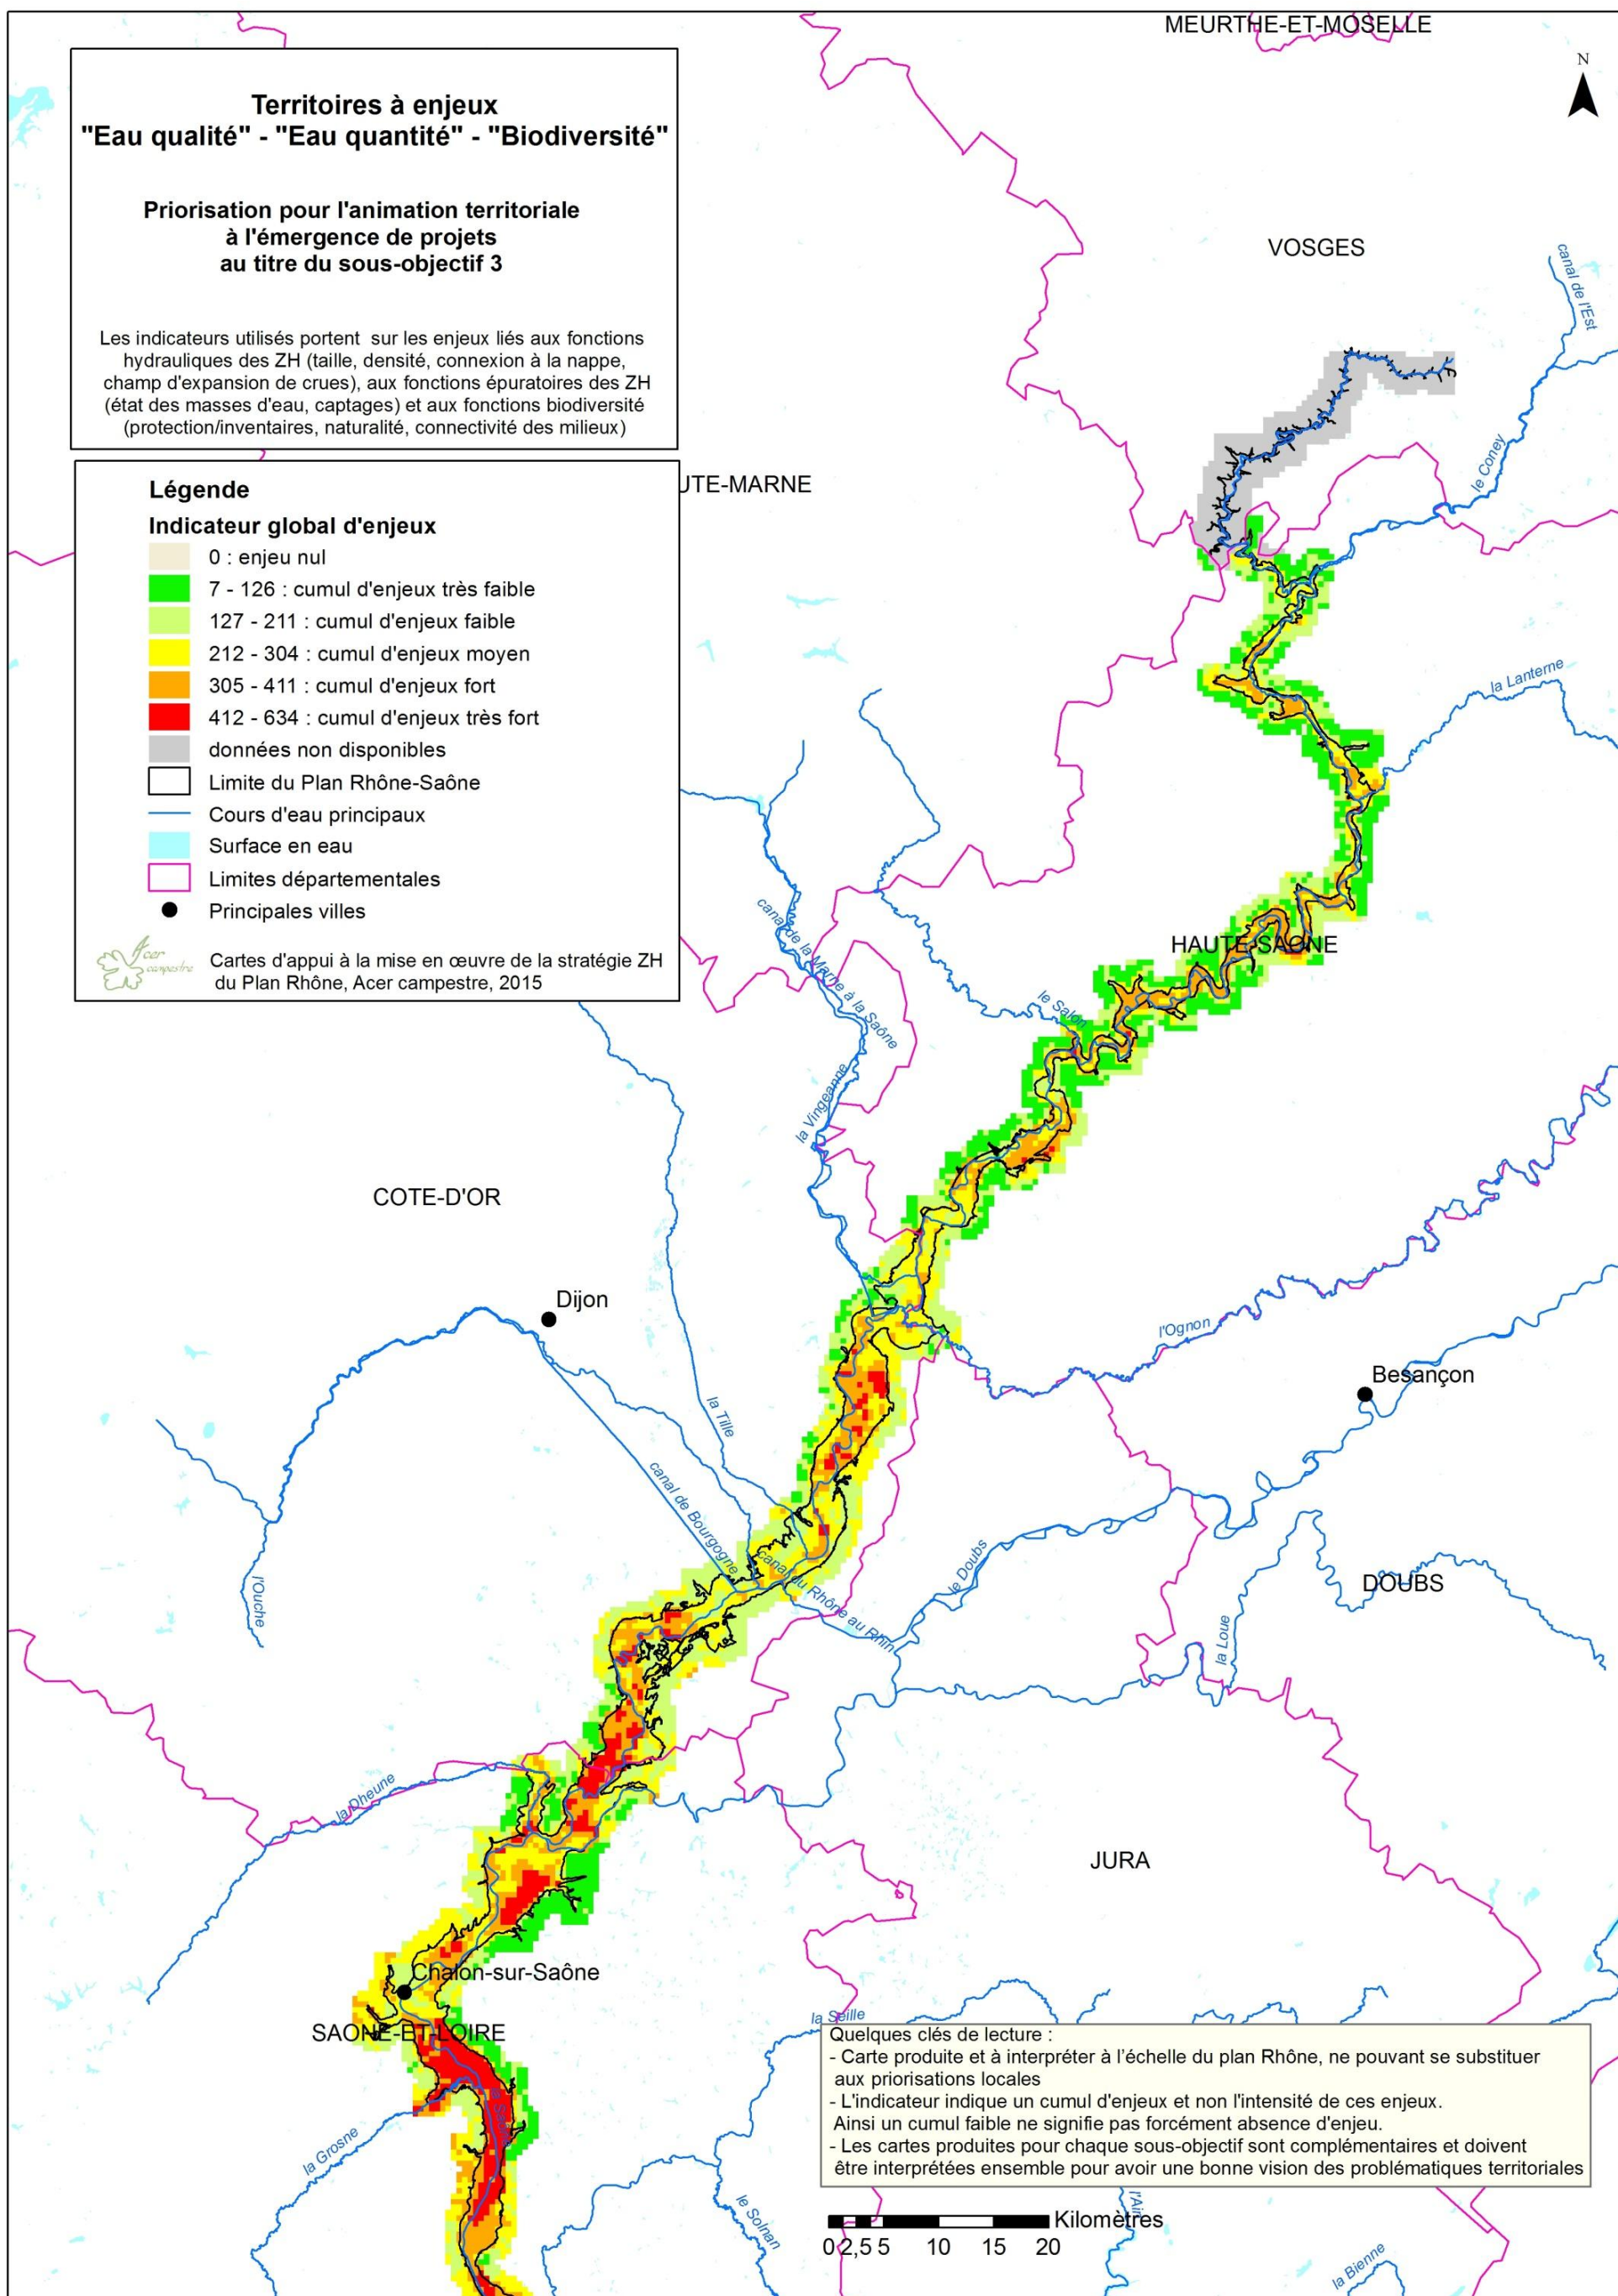 MEURTHE-ET-MOSELLE
N
Territoires à enjeux
"Eau qualité" - "Eau quantité" - "Biodiversité"
Priorisation pour l'animation territoriale
à l'émergence de projets
au titre du sous-objectif 3
Les indicateurs utilisés portent sur les enjeux liés aux fonctions
hydrauliques des ZH (taille, densité, connexion à la nappe,
champ d'expansion de crues), aux fonctions épuratoires des ZH
(état des masses d'eau, captages) et aux fonctions biodiversité
(protection/inventaires, naturalité, connectivité des milieux)
VOSGES
canal de l'Est
le Coney
UTE-MARNE
Légende
Indicateur global d'enjeux
0 : enjeu nul
7 - 126 : cumul d'enjeux très faible
127 - 211 : cumul d'enjeux faible
212 - 304 : cumul d'enjeux moyen
305 - 411 : cumul d'enjeux fort
412 - 634 : cumul d'enjeux très fort
données non disponibles
Limite du Plan Rhône-Saône
Cours d'eau principaux
Surface en eau
Limites départementales
Principales villes
Acer
campestre
Cartes d'appui à la mise en œuvre de la stratégie ZH
du Plan Rhône, Acer campestre, 2015
la Lanterne
canal de la Marne à la Saône
HAUTE-SAONE
le Salon
la Vingeanne
COTE-D'OR
Dijon
l'Ognon
Besançon
la Tille
canal de Bourgogne
canal du Rhône au Rhin
le Doubs
DOUBS
l'Ouche
la Loue
la Dheune
JURA
Chalon-sur-Saône
SAONE-ET-LOIRE
la Seille
la Grosne
le Solnan
Quelques clés de lecture :
- Carte produite et à interpréter à l'échelle du plan Rhône, ne pouvant se substituer
aux priorisations locales
- L'indicateur indique un cumul d'enjeux et non l'intensité de ces enjeux.
Ainsi un cumul faible ne signifie pas forcément absence d'enjeu.
- Les cartes produites pour chaque sous-objectif sont complémentaires et doivent
être interprétées ensemble pour avoir une bonne vision des problématiques territoriales
l'Ain
Kilomètres
0 2,5 5 10 15 20
la Bienne